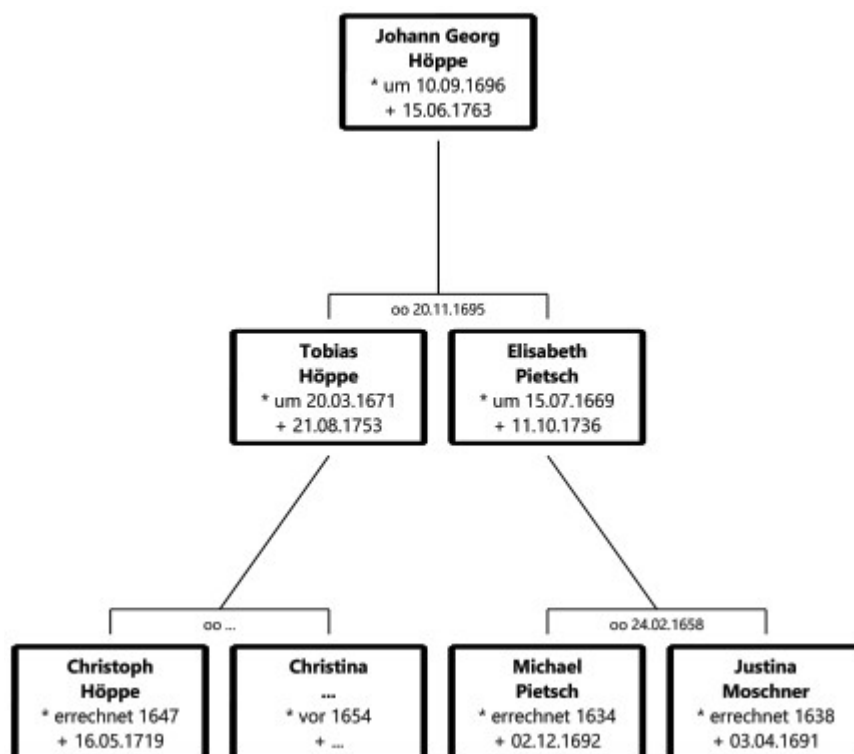 Johann Georg
Höppe
* um 10.09.1696
+ 15.06.1763
oo 20.11.1695
Tobias
Höppe
* um 20.03.1671
+ 21.08.1753
Elisabeth
Pietsch
* um 15.07.1669
+ 11.10.1736
oo ...
oo 24.02.1658
Christoph
Höppe
* errechnet 1647
+ 16.05.1719
Christina
...
* vor 1654
+ ...
Michael
Pietsch
* errechnet 1634
+ 02.12.1692
Justina
Moschner
* errechnet 1638
+ 03.04.1691